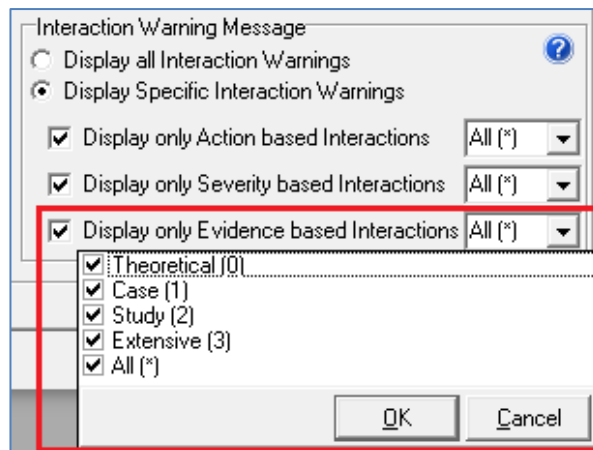 Interaction Warning Message
?
Display all Interaction Warnings
Display Specific Interaction Warnings
Display only Action based Interactions All (*)
Display only Severity based Interactions All (*)
Display only Evidence based Interactions All (*)
Theoretical (0)
Case (1)
Study (2)
Extensive (3)
All (*)
OK Cancel